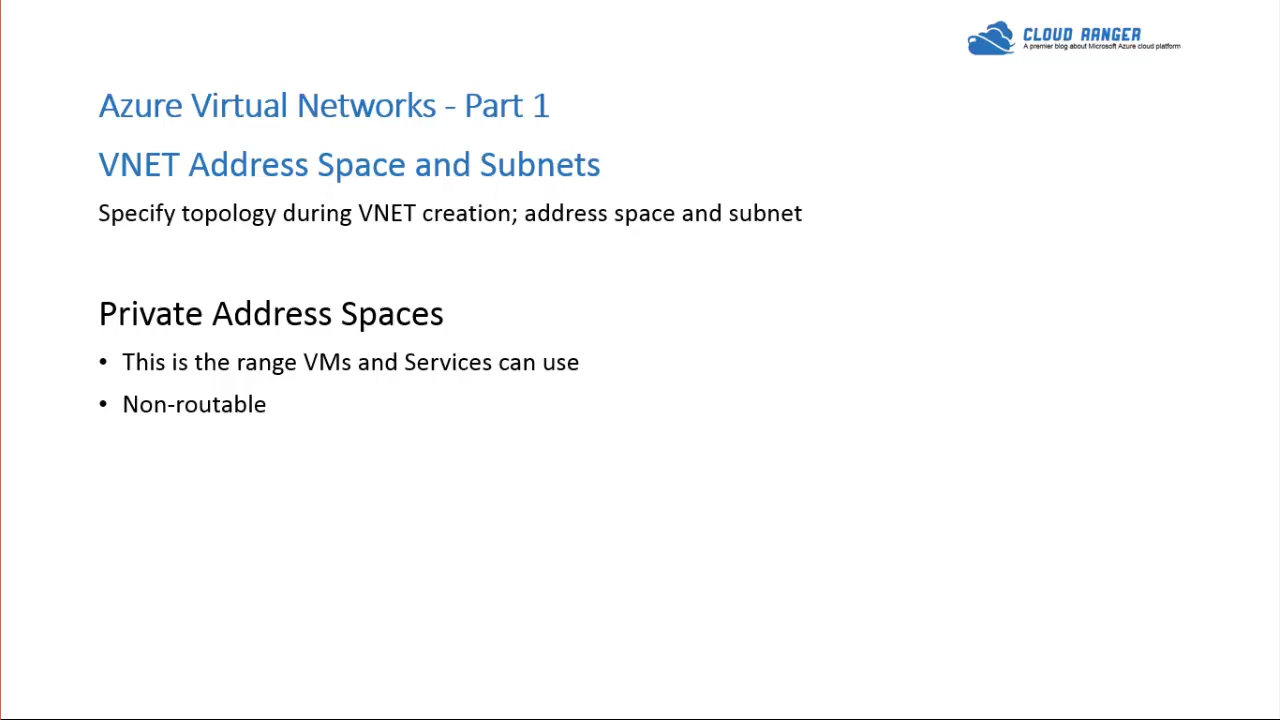 CLOUD RANGER
A premier blog about Microsoft Azure cloud platform
Azure Virtual Networks - Part 1
VNET Address Space and Subnets
Specify topology during VNET creation; address space and subnet
Private Address Spaces
• This is the range VMs and Services can use
• Non-routable